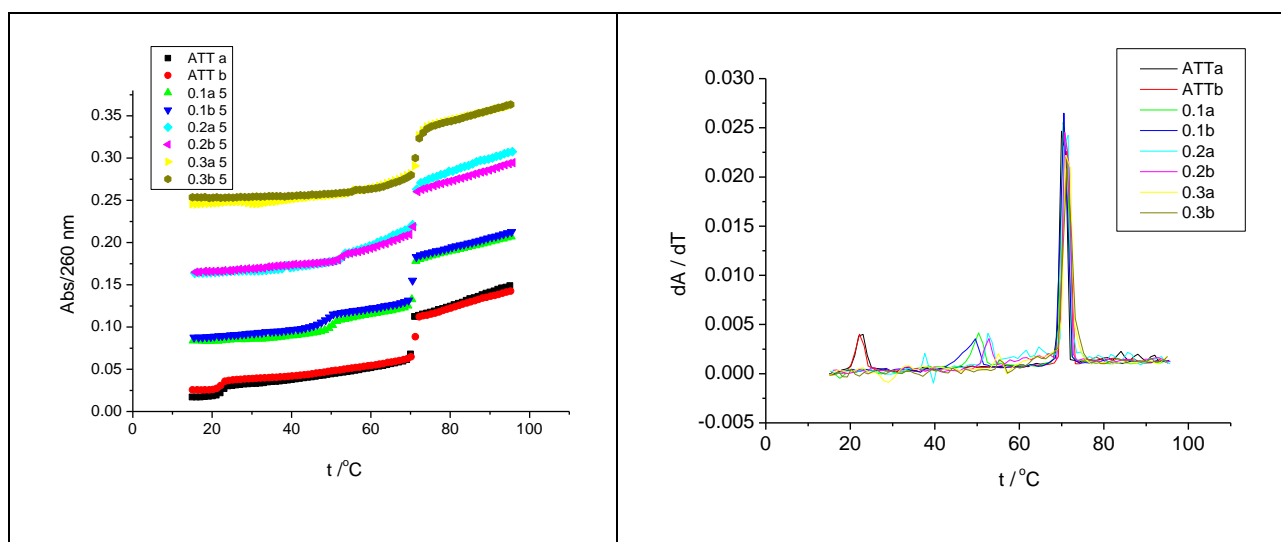 ATT a
ATT b
0.1a 5
0.1b 5
0.2a 5
0.2b 5
0.3a 5
0.3b 5
0.35
0.30
0.25
0.20
0.15
0.10
0.05
0.00
Abs/260 nm
0 20 40 60 80 100
t /°C
ATTa
ATTb
0.1a
0.1b
0.2a
0.2b
0.3a
0.3b
0.030
0.025
0.020
0.015
0.010
0.005
0.000
-0.005
dA / dT
0 20 40 60 80 100
t /°C